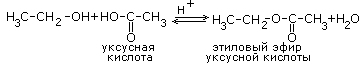 H⁺
H₃C-CH₂-OH+HO-C-CH₃ ⇌ H₃C-CH₂-O-C-CH₃+H₂O
O O
уксусная этиловый эфир
кислота уксусной кислоты